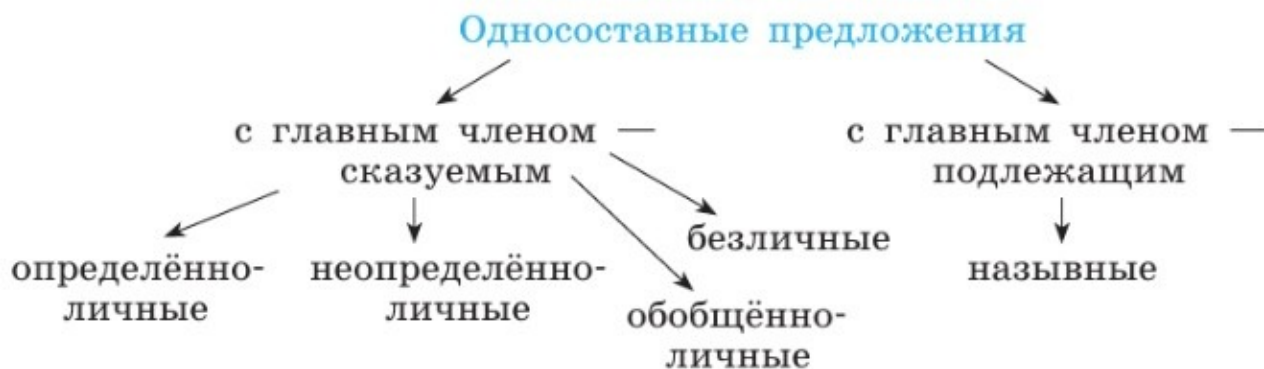 Односоставные предложения
с главным членом —
сказуемым
с главным членом —
подлежащим
определённо-
личные
неопределённо-
личные
безличные
обобщённо-
личные
назывные